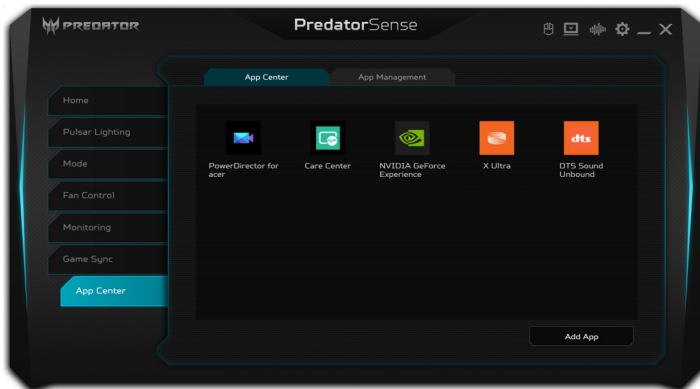 PREDATOR
PredatorSense
App Center
App Management
Home
Pulsar Lighting
Mode
Fan Control
Monitoring
Game Sync
App Center
PowerDirector for
acer
Care Center
NVIDIA GeForce
Experience
X Ultra
dts
DTS Sound
Unbound
Add App